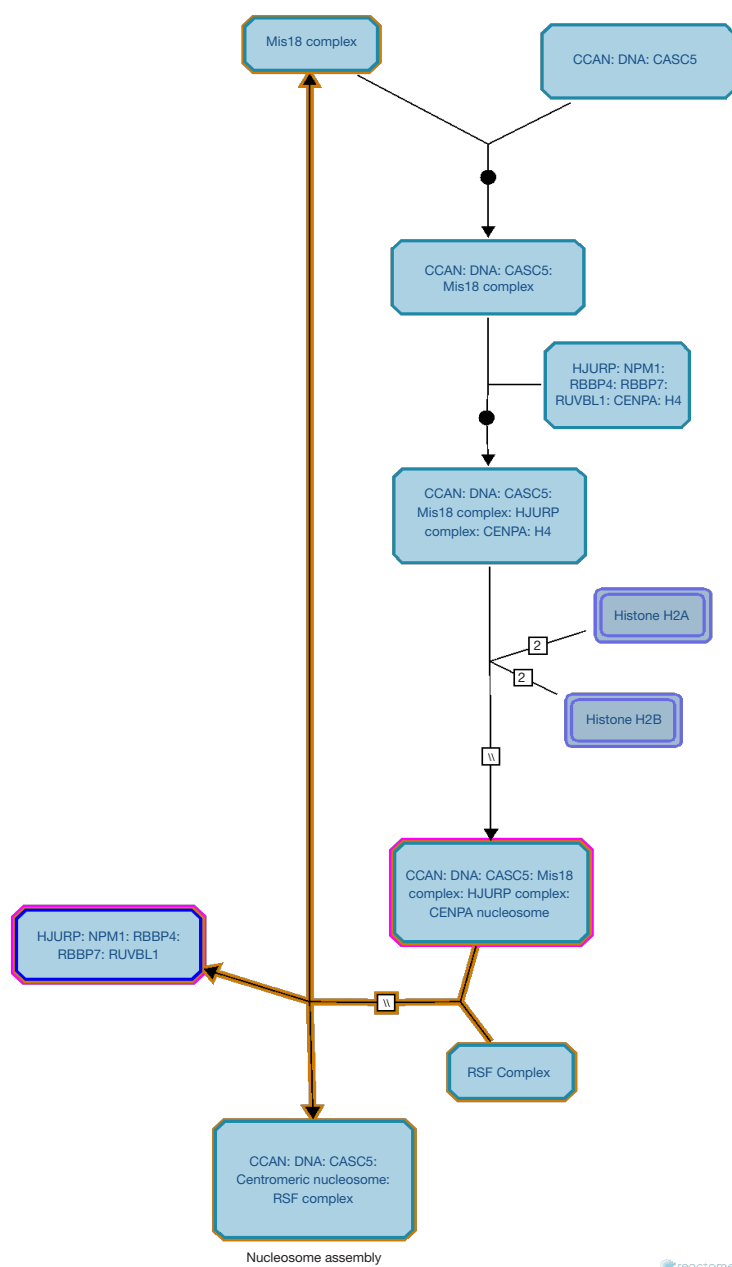 Mis18 complex
CCAN: DNA: CASC5
CCAN: DNA: CASC5:
Mis18 complex
HJURP: NPM1:
RBBP4: RBBP7:
RUVBL1: CENPA: H4
CCAN: DNA: CASC5:
Mis18 complex: HJURP
complex: CENPA: H4
Histone H2A
2
2
Histone H2B
\\
CCAN: DNA: CASC5: Mis18
complex: HJURP complex:
CENPA nucleosome
HJURP: NPM1: RBBP4:
RBBP7: RUVBL1
\\
RSF Complex
CCAN: DNA: CASC5:
Centromeric nucleosome:
RSF complex
Nucleosome assembly
reactome